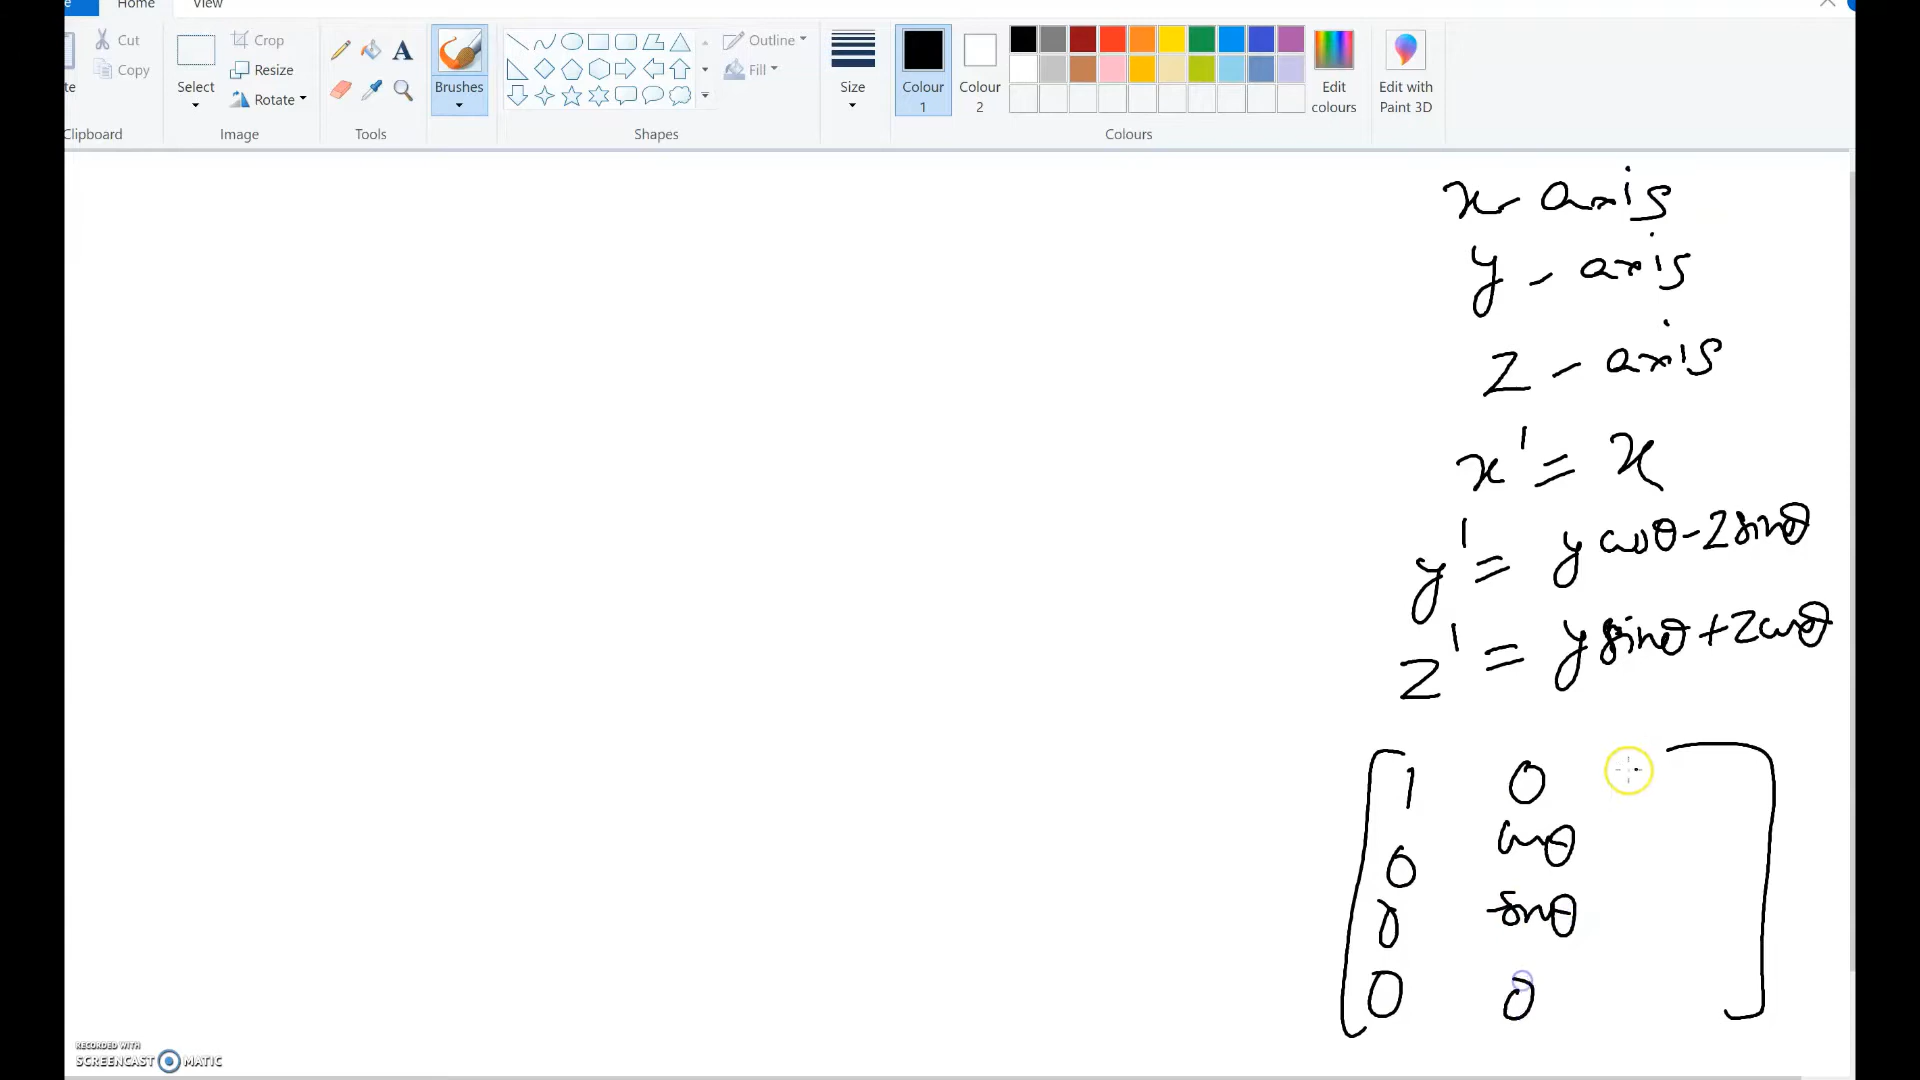 Home View
Cut
Copy
Clipboard
Select
Crop
Resize
Rotate
Image
Tools
Brushes
Shapes
Outline
Fill
Size
Colour 1
Colour 2
Colours
Edit colours
Edit with Paint 3D
x - axis
y - axis
z - axis
x' = x
y' = y cosθ - z sinθ
z' = y sinθ + z cosθ
1 0
0 cosθ
0 sinθ
0 0
RECORDED WITH
SCREENCAST MATIC